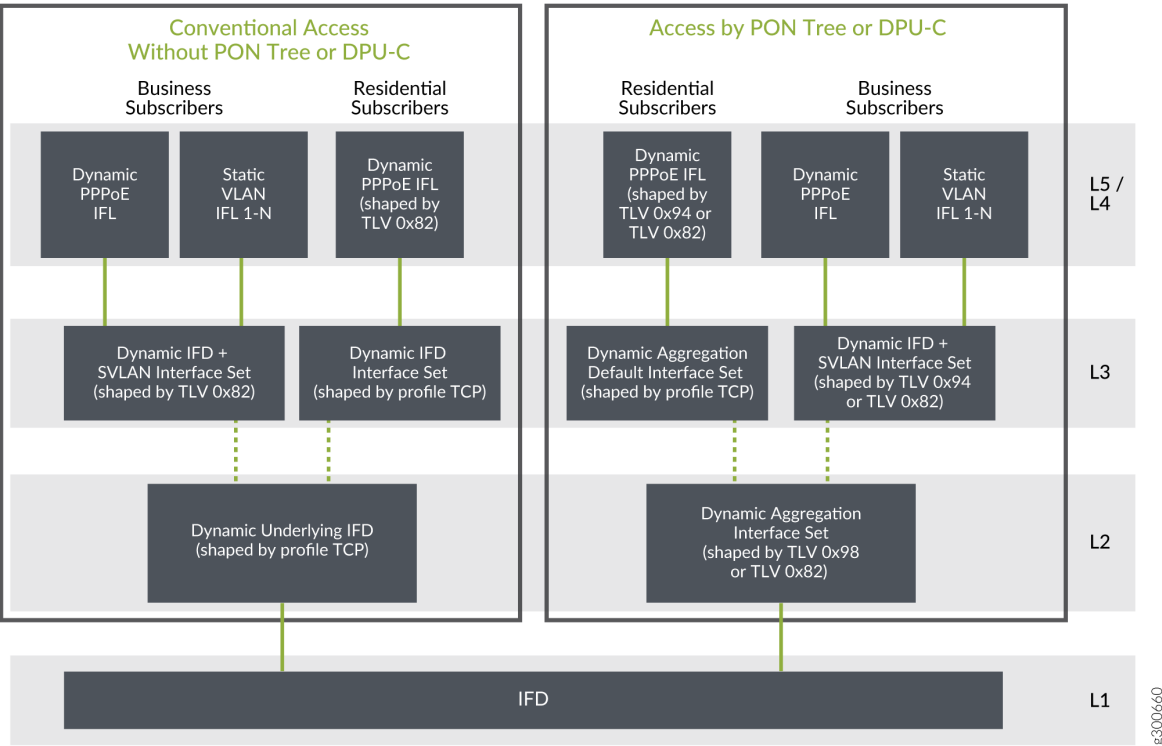 Conventional Access
Without PON Tree or DPU-C
Business
Subscribers
Residential
Subscribers
Dynamic
PPPoE
IFL
Static
VLAN
IFL 1-N
Dynamic
PPPoE IFL
(shaped by
TLV 0x82)
Dynamic IFD +
SVLAN Interface Set
(shaped by TLV 0x82)
Dynamic IFD
Interface Set
(shaped by profile TCP)
Dynamic Underlying IFD
(shaped by profile TCP)
Access by PON Tree or DPU-C
Residential
Subscribers
Business
Subscribers
Dynamic
PPPoE IFL
(shaped by
TLV 0x94 or
TLV 0x82)
Dynamic
PPPoE
IFL
Static
VLAN
IFL 1-N
L5 /
L4
Dynamic Aggregation
Default Interface Set
(shaped by profile TCP)
Dynamic IFD +
SVLAN Interface Set
(shaped by TLV 0x94
or TLV 0x82)
L3
Dynamic Aggregation
Interface Set
(shaped by TLV 0x98
or TLV 0x82)
L2
IFD
L1
g300660